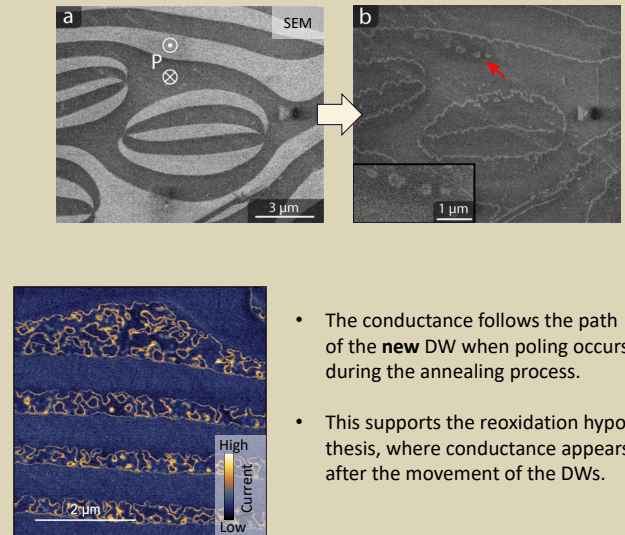 a
SEM
P
3 µm
b
1 µm
High
Current
Low
2 µm
• The conductance follows the path
of the new DW when poling occurs
during the annealing process.
• This supports the reoxidation hypo
thesis, where conductance appears
after the movement of the DWs.